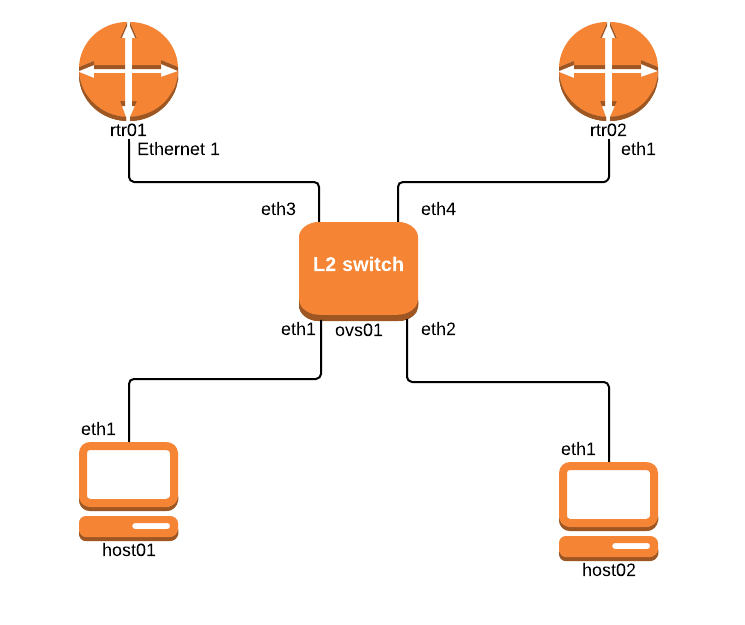 rtr01
rtr02
Ethernet 1
eth1
eth3
eth4
L2 switch
eth1
ovs01
eth2
eth1
eth1
host01
host02